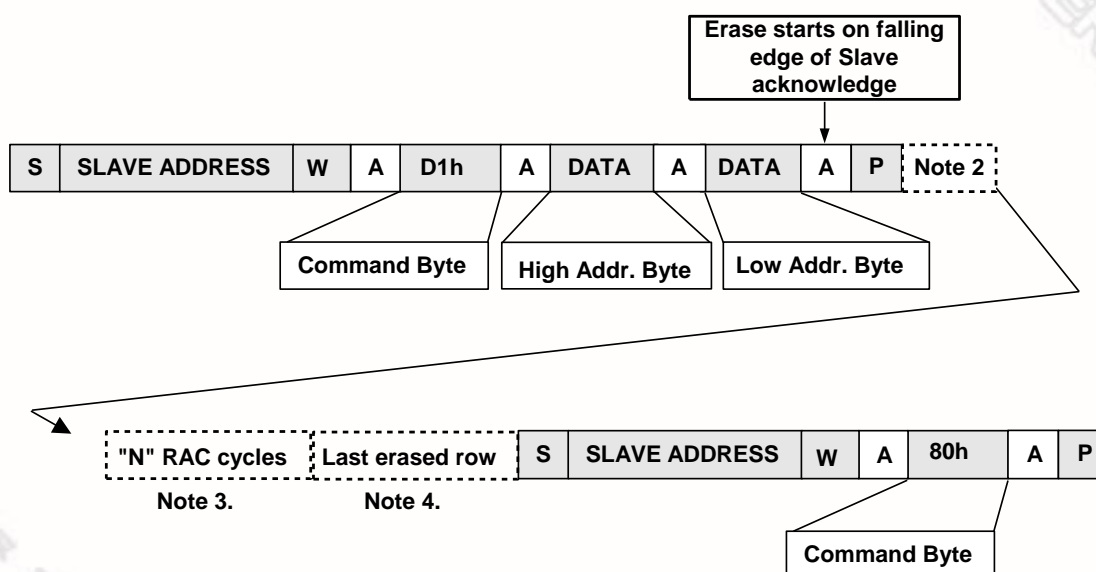 Erase starts on falling
edge of Slave
acknowledge
S SLAVE ADDRESS W A D1h A DATA A DATA A P Note 2
Command Byte High Addr. Byte Low Addr. Byte
"N" RAC cycles Last erased row S SLAVE ADDRESS W A 80h A P
Note 3. Note 4.
Command Byte